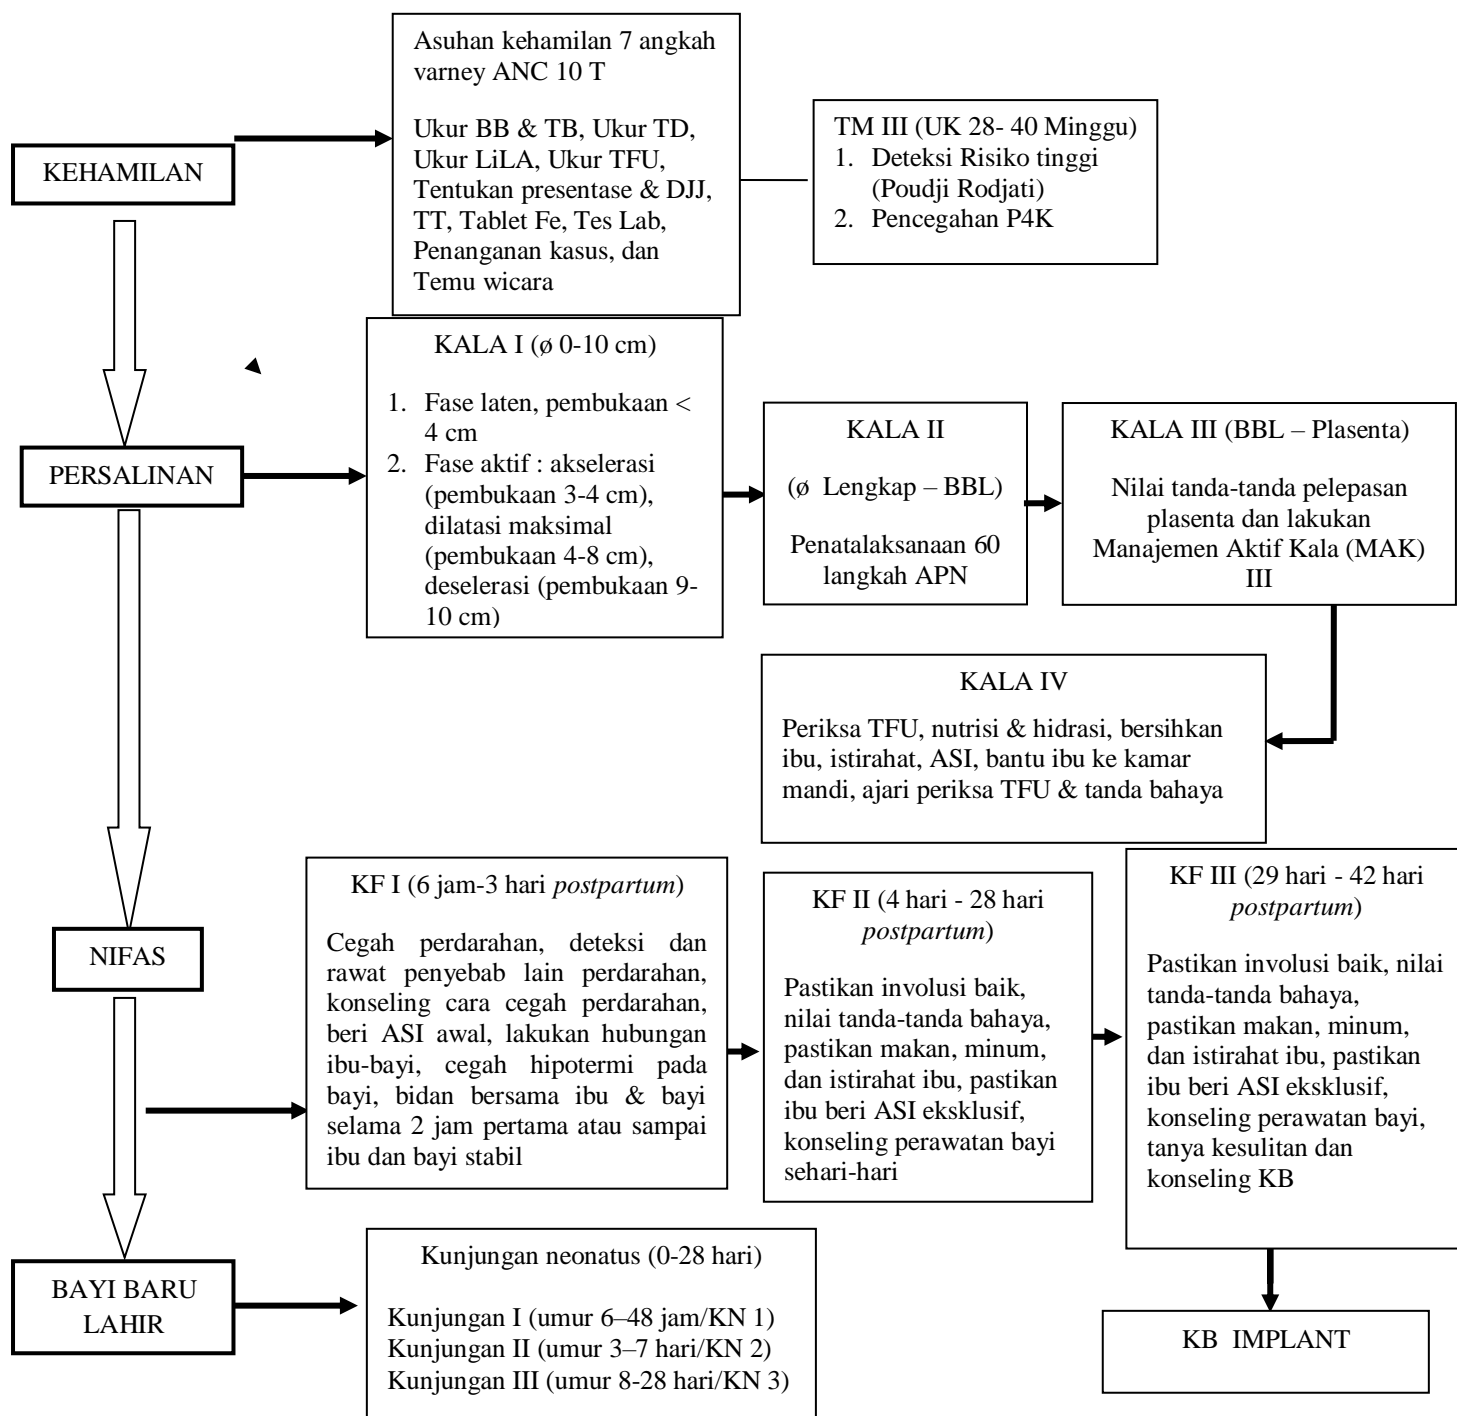 KEHAMILAN
Asuhan kehamilan 7 angkah
varney ANC 10 T
Ukur BB & TB, Ukur TD,
Ukur LiLA, Ukur TFU,
Tentukan presentase & DJJ,
TT, Tablet Fe, Tes Lab,
Penanganan kasus, dan
Temu wicara
TM III (UK 28- 40 Minggu)
1. Deteksi Risiko tinggi
(Poudji Rodjati)
2. Pencegahan P4K
PERSALINAN
KALA I (ø 0-10 cm)
1. Fase laten, pembukaan <
4 cm
2. Fase aktif : akselerasi
(pembukaan 3-4 cm),
dilatasi maksimal
(pembukaan 4-8 cm),
deselerasi (pembukaan 9-
10 cm)
KALA II
(ø Lengkap – BBL)
Penatalaksanaan 60
langkah APN
KALA III (BBL – Plasenta)
Nilai tanda-tanda pelepasan
plasenta dan lakukan
Manajemen Aktif Kala (MAK)
III
KALA IV
Periksa TFU, nutrisi & hidrasi, bersihkan
ibu, istirahat, ASI, bantu ibu ke kamar
mandi, ajari periksa TFU & tanda bahaya
NIFAS
KF I (6 jam-3 hari postpartum)
Cegah perdarahan, deteksi dan
rawat penyebab lain perdarahan,
konseling cara cegah perdarahan,
beri ASI awal, lakukan hubungan
ibu-bayi, cegah hipotermi pada
bayi, bidan bersama ibu & bayi
selama 2 jam pertama atau sampai
ibu dan bayi stabil
KF II (4 hari - 28 hari
postpartum)
Pastikan involusi baik,
nilai tanda-tanda bahaya,
pastikan makan, minum,
dan istirahat ibu, pastikan
ibu beri ASI eksklusif,
konseling perawatan bayi
sehari-hari
KF III (29 hari - 42 hari
postpartum)
Pastikan involusi baik, nilai
tanda-tanda bahaya,
pastikan makan, minum,
dan istirahat ibu, pastikan
ibu beri ASI eksklusif,
konseling perawatan bayi,
tanya kesulitan dan
konseling KB
BAYI BARU
LAHIR
Kunjungan neonatus (0-28 hari)
Kunjungan I (umur 6–48 jam/KN 1)
Kunjungan II (umur 3–7 hari/KN 2)
Kunjungan III (umur 8-28 hari/KN 3)
KB IMPLANT